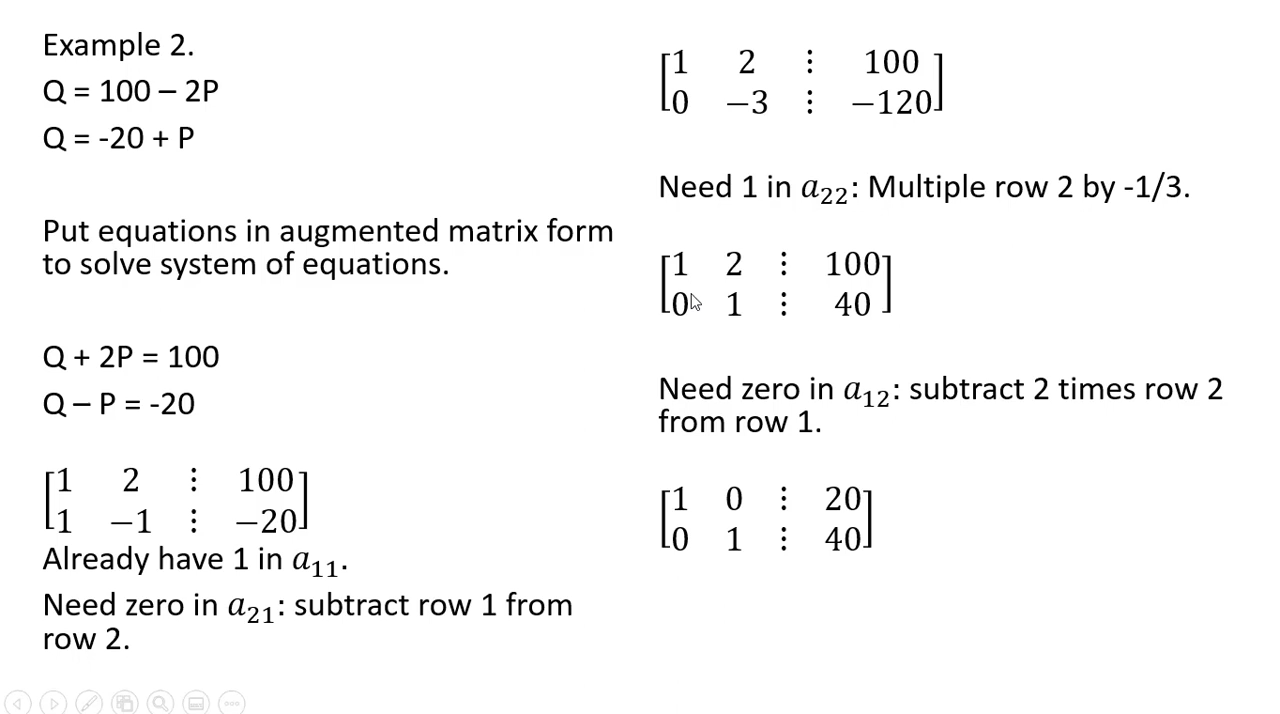 Example 2.
Q = 100 – 2P
Q = -20 + P
Put equations in augmented matrix form
to solve system of equations.
Q + 2P = 100
Q – P = -20
[1 2 ⋮ 100]
[1 −1 ⋮ −20]
Already have 1 in a₁₁.
Need zero in a₂₁: subtract row 1 from
row 2.
[1 2 ⋮ 100]
[0 −3 ⋮ −120]
Need 1 in a₂₂: Multiple row 2 by -1/3.
[1 2 ⋮ 100]
[0 1 ⋮ 40]
Need zero in a₁₂: subtract 2 times row 2
from row 1.
[1 0 ⋮ 20]
[0 1 ⋮ 40]